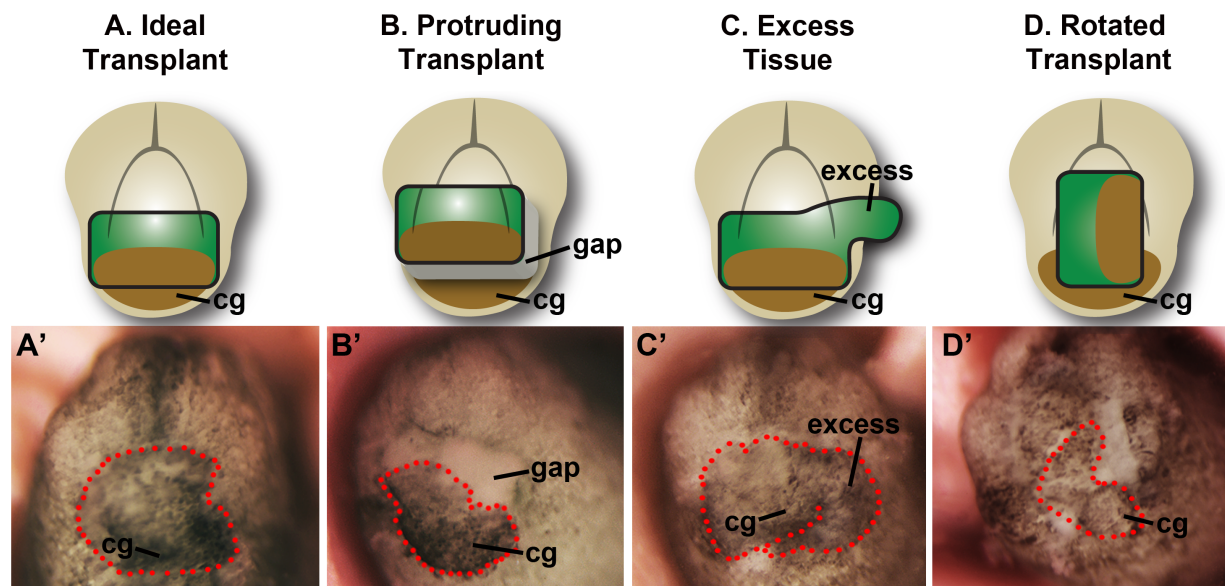 A. Ideal
Transplant
B. Protruding
Transplant
C. Excess
Tissue
D. Rotated
Transplant
cg
gap
cg
excess
cg
cg
A’
cg
B’
gap
cg
C’
excess
cg
D’
cg